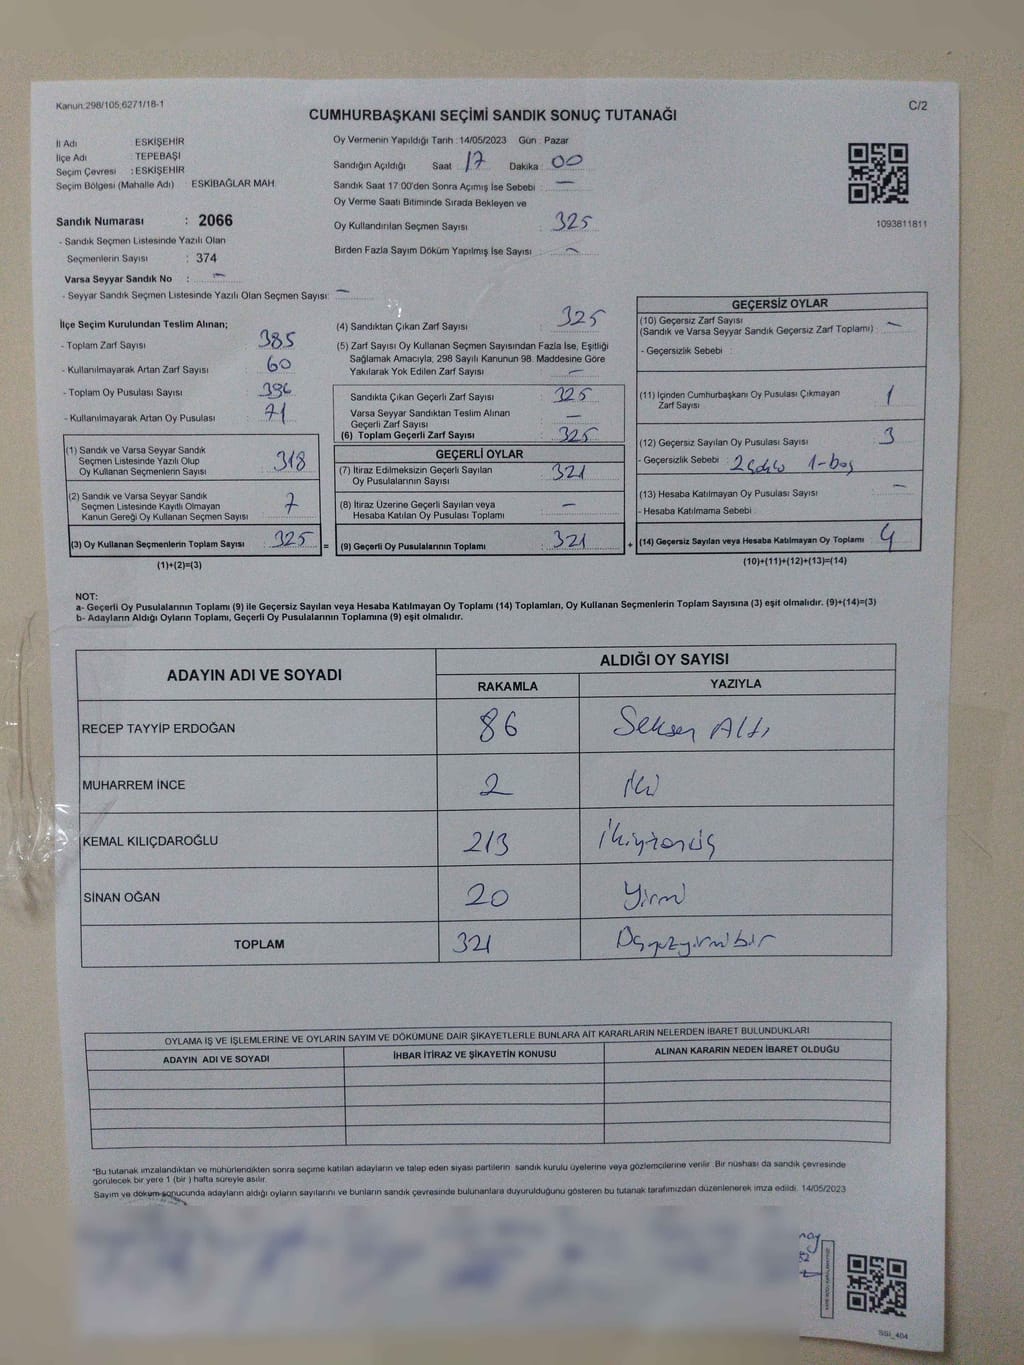 Kanun:298/105,6271/18-1
C/2
CUMHURBAŞKANI SEÇİMİ SANDIK SONUÇ TUTANAĞI
İl Adı ESKİŞEHİR
İlçe Adı TEPEBAŞI
Seçim Çevresi : ESKİŞEHİR
Seçim Bölgesi (Mahalle Adı) ESKİBAĞLAR MAH
Sandık Numarası : 2066
- Sandık Seçmen Listesinde Yazılı Olan
Seçmenlerin Sayısı : 374
Varsa Seyyar Sandık No : —
- Seyyar Sandık Seçmen Listesinde Yazılı Olan Seçmen Sayısı: —
Oy Vermenin Yapıldığı Tarih : 14/05/2023 Gün : Pazar
Sandığın Açıldığı Saat : 17 Dakika : 00
Sandık Saat 17:00'den Sonra Açımış İse Sebebi : —
Oy Verme Saati Bitiminde Sırada Bekleyen ve
Oy Kullandırılan Seçmen Sayısı : 325
Birden Fazla Sayım Döküm Yapılmış İse Sayısı : —
1093811811
İlçe Seçim Kurulundan Teslim Alınan;
- Toplam Zarf Sayısı : 385
- Kullanılmayarak Artan Zarf Sayısı : 60
- Toplam Oy Pusulası Sayısı : 396
- Kullanılmayarak Artan Oy Pusulası : 71
(1) Sandık ve Varsa Seyyar Sandık
Seçmen Listesinde Yazılı Olup
Oy Kullanan Seçmenlerin Sayısı : 318
(2) Sandık ve Varsa Seyyar Sandık
Seçmen Listesinde Kayıtlı Olmayan
Kanun Gereği Oy Kullanan Seçmen Sayısı : 7
(3) Oy Kullanan Seçmenlerin Toplam Sayısı : 325 =
(1)+(2)=(3)
(4) Sandıktan Çıkan Zarf Sayısı : 325
(5) Zarf Sayısı Oy Kullanan Seçmen Sayısından Fazla İse, Eşitliği
Sağlamak Amacıyla, 298 Sayılı Kanunun 98. Maddesine Göre
Yakılarak Yok Edilen Zarf Sayısı : —
Sandıkta Çıkan Geçerli Zarf Sayısı : 325
Varsa Seyyar Sandıktan Teslim Alınan
Geçerli Zarf Sayısı : —
(6) Toplam Geçerli Zarf Sayısı : 325
GEÇERLİ OYLAR
(7) İtiraz Edilmeksizin Geçerli Sayılan
Oy Pusulalarının Sayısı : 321
(8) İtiraz Üzerine Geçerli Sayılan veya
Hesaba Katılan Oy Pusulası Toplamı : —
(9) Geçerli Oy Pusulalarının Toplamı : 321 +
GEÇERSİZ OYLAR
(10) Geçersiz Zarf Sayısı : —
(Sandık ve Varsa Seyyar Sandık Geçersiz Zarf Toplamı)
- Geçersizlik Sebebi :
(11) İçinden Cumhurbaşkanı Oy Pusulası Çıkmayan
Zarf Sayısı : 1
(12) Geçersiz Sayılan Oy Pusulası Sayısı : 3
- Geçersizlik Sebebi : 2 1-boş
(13) Hesaba Katılmayan Oy Pusulası Sayısı : —
- Hesaba Katılmama Sebebi :
(14) Geçersiz Sayılan veya Hesaba Katılmayan Oy Toplamı : 4
(10)+(11)+(12)+(13)=(14)
NOT:
a- Geçerli Oy Pusulalarının Toplamı (9) ile Geçersiz Sayılan veya Hesaba Katılmayan Oy Toplamı (14) Toplamları, Oy Kullanan Seçmenlerin Toplam Sayısına (3) eşit olmalıdır. (9)+(14)=(3)
b- Adayların Aldığı Oyların Toplamı, Geçerli Oy Pusulalarının Toplamına (9) eşit olmalıdır.
ADAYIN ADI VE SOYADI
ALDIĞI OY SAYISI
RAKAMLA YAZIYLA
RECEP TAYYİP ERDOĞAN 86 Seksen Altı
MUHARREM İNCE 2 İki
KEMAL KILIÇDAROĞLU 213 İkiyüzonüç
SİNAN OĞAN 20 Yirmi
TOPLAM 321 Üçyüzyirmibir
OYLAMA İŞ VE İŞLEMLERİNE VE OYLARIN SAYIM VE DÖKÜMÜNE DAİR ŞİKAYETLERLE BUNLARA AİT KARARLARIN NELERDEN İBARET BULUNDUKLARI
ADAYIN ADI VE SOYADI İHBAR İTİRAZ VE ŞİKAYETİN KONUSU ALINAN KARARIN NEDEN İBARET OLDUĞU
*Bu tutanak imzalandıktan ve mühürlendikten sonra seçime katılan adayların ve talep eden siyası partilerin sandık kurulu üyelerine veya gözlemcilerine verilir. Bir nüshası da sandık çevresinde
görülecek bir yere 1 (bir ) hafta süreyle asılır.
Sayım ve döküm sonucunda adayların aldığı oyların sayılarını ve bunların sandık çevresinde bulunanlara duyurulduğunu gösteren bu tutanak tarafımızdan düzenlenerek imza edildi. 14/05/2023
SSI_404